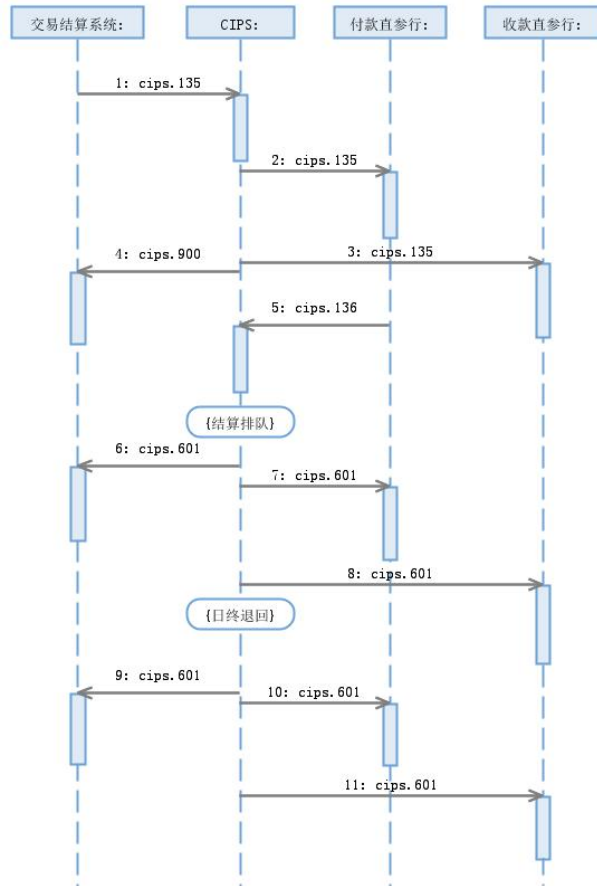 交易结算系统:
CIPS:
付款直参行:
收款直参行:
1: cips.135
2: cips.135
4: cips.900
3: cips.135
5: cips.136
{结算排队}
6: cips.601
7: cips.601
8: cips.601
{日终退回}
9: cips.601
10: cips.601
11: cips.601